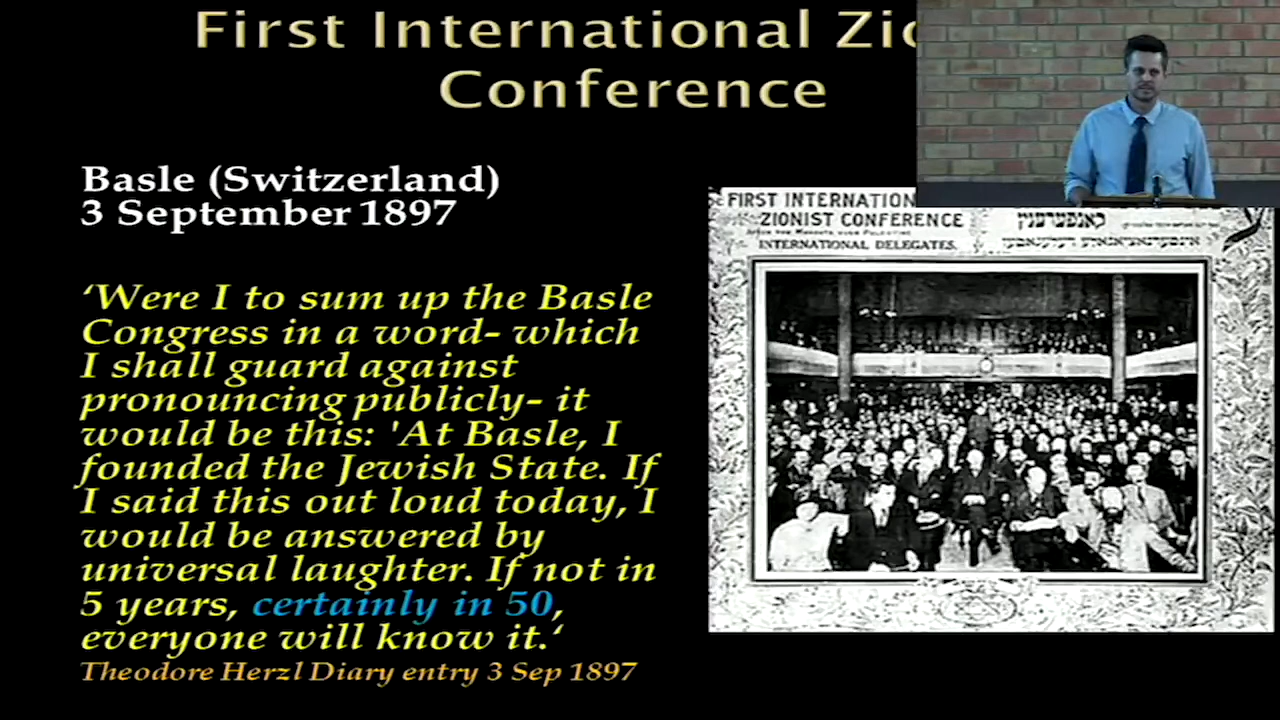 First International Zio
Conference
Basle (Switzerland)
3 September 1897
‘Were I to sum up the Basle
Congress in a word- which
I shall guard against
pronouncing publicly- it
would be this: 'At Basle, I
founded the Jewish State. If
I said this out loud today, I
would be answered by
universal laughter. If not in
5 years, certainly in 50,
everyone will know it.‘
Theodore Herzl Diary entry 3 Sep 1897
FIRST INTERNATION
ZIONIST CONFERENCE
INTERNATIONAL DELEGATES.
קאנפערענץ
אינטערנאציאנאלע דעלעגאטען